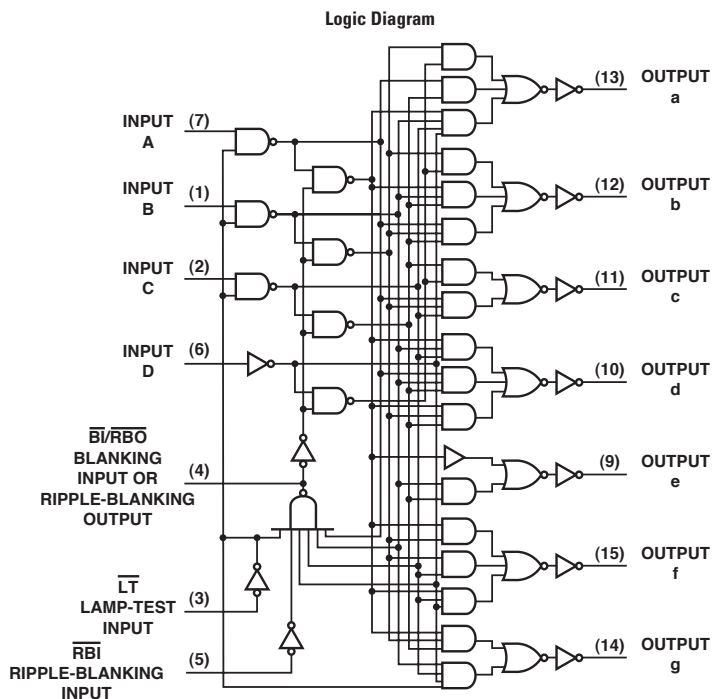 Logic Diagram
(13) OUTPUT
a
INPUT (7)
A
(12) OUTPUT
b
INPUT (1)
B
(11) OUTPUT
c
INPUT (2)
C
(10) OUTPUT
d
INPUT (6)
D
(9) OUTPUT
e
BI/RBO
BLANKING
INPUT OR (4)
RIPPLE-BLANKING
OUTPUT
(15) OUTPUT
f
LT
LAMP-TEST (3)
INPUT
(14) OUTPUT
g
RBI
RIPPLE-BLANKING (5)
INPUT